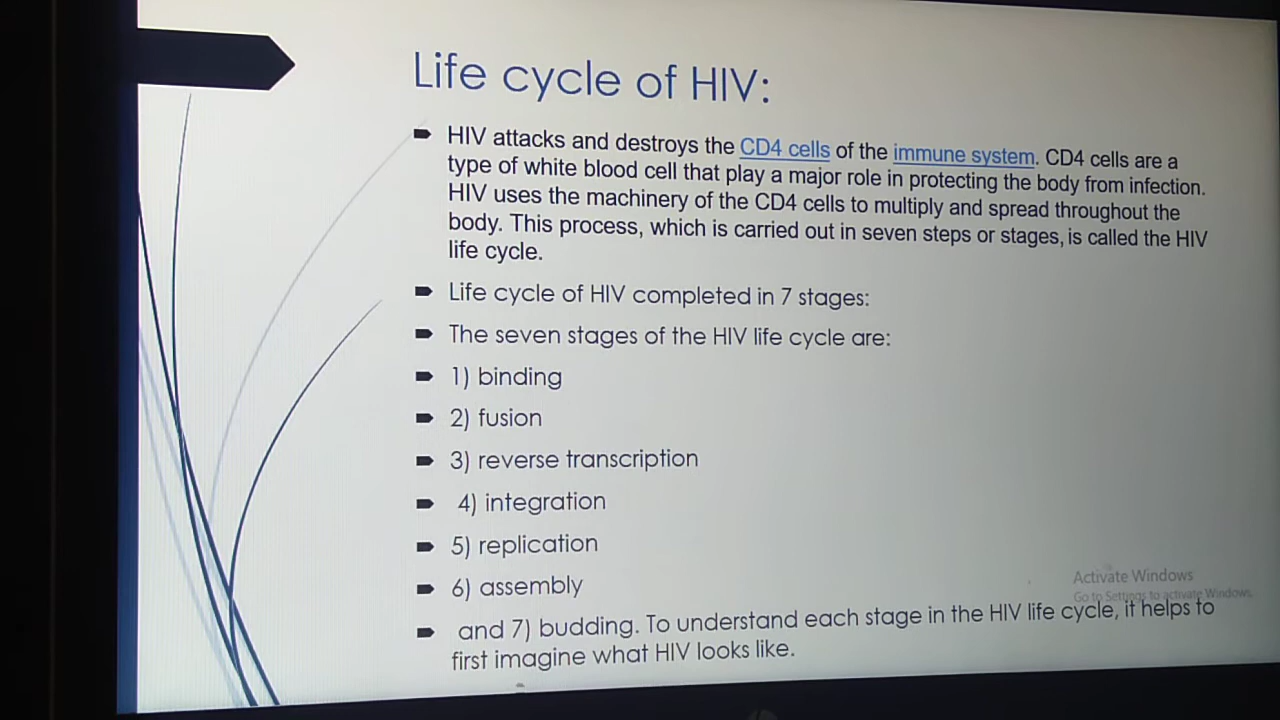 Life cycle of HIV:
HIV attacks and destroys the CD4 cells of the immune system. CD4 cells are a
type of white blood cell that play a major role in protecting the body from infection.
HIV uses the machinery of the CD4 cells to multiply and spread throughout the
body. This process, which is carried out in seven steps or stages, is called the HIV
life cycle.
Life cycle of HIV completed in 7 stages:
The seven stages of the HIV life cycle are:
1) binding
2) fusion
3) reverse transcription
4) integration
5) replication
6) assembly
Activate Windows
Go to Settings to activate Windows.
and 7) budding. To understand each stage in the HIV life cycle, it helps to
first imagine what HIV looks like.